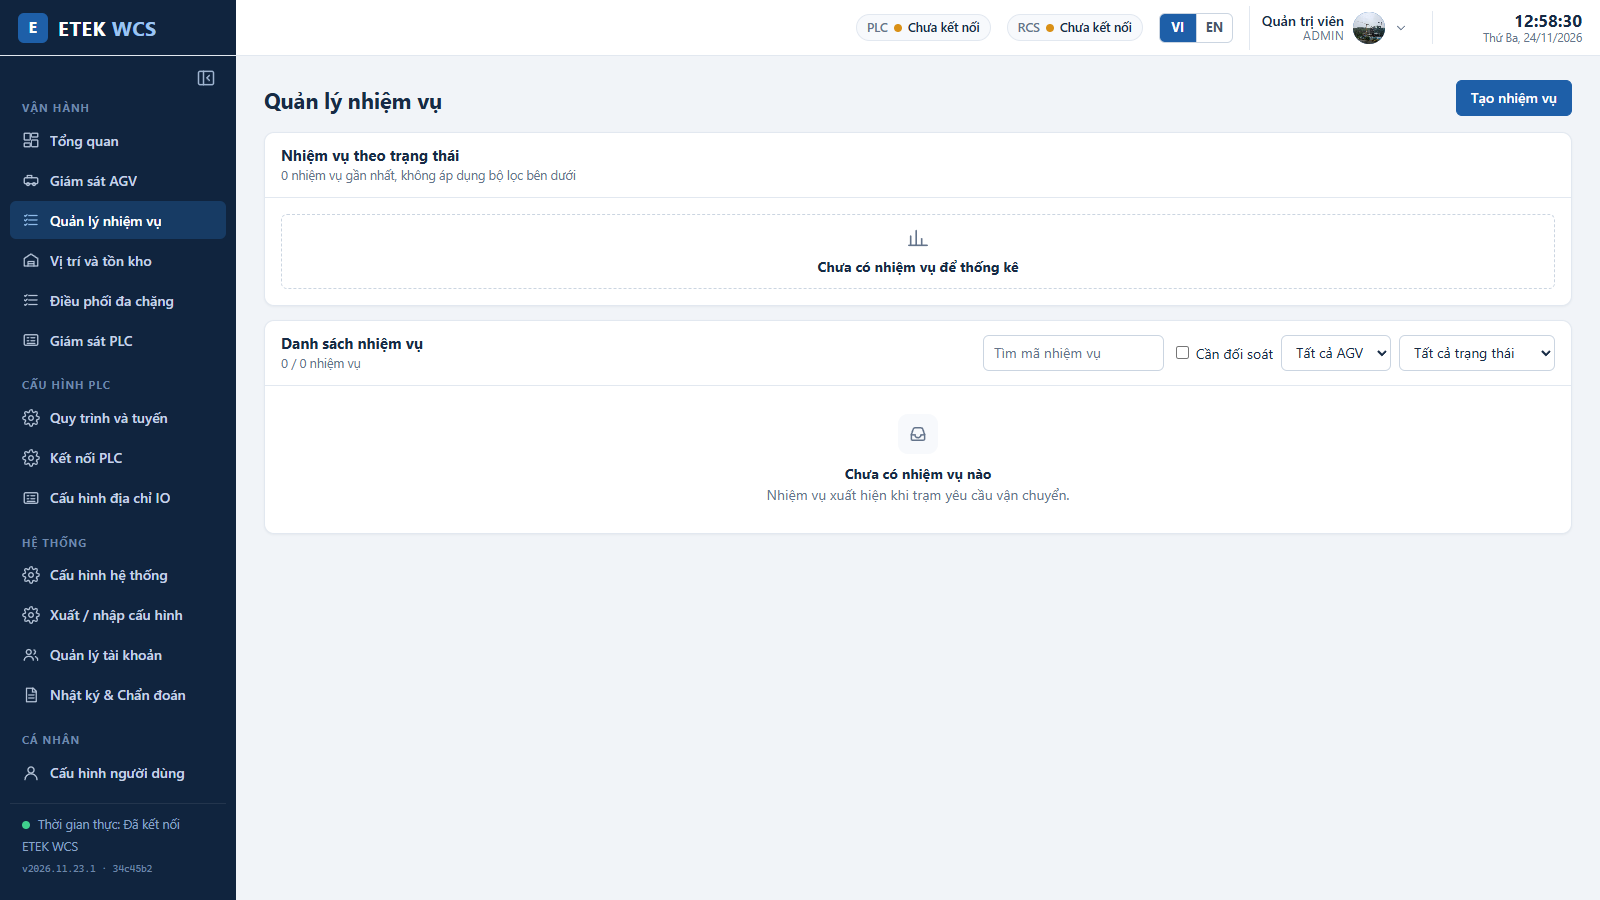 E ETEK WCS
PLC Chưa kết nối
RCS Chưa kết nối
VI EN
Quản trị viên
ADMIN
12:58:30
Thứ Ba, 24/11/2026
VẬN HÀNH
Tổng quan
Giám sát AGV
Quản lý nhiệm vụ
Vị trí và tồn kho
Điều phối đa chặng
Giám sát PLC
CẤU HÌNH PLC
Quy trình và tuyến
Kết nối PLC
Cấu hình địa chỉ IO
HỆ THỐNG
Cấu hình hệ thống
Xuất / nhập cấu hình
Quản lý tài khoản
Nhật ký & Chẩn đoán
CÁ NHÂN
Cấu hình người dùng
Thời gian thực: Đã kết nối
ETEK WCS
v2026.11.23.1 · 34c45b2
Quản lý nhiệm vụ
Tạo nhiệm vụ
Nhiệm vụ theo trạng thái
0 nhiệm vụ gần nhất, không áp dụng bộ lọc bên dưới
Chưa có nhiệm vụ để thống kê
Danh sách nhiệm vụ
0 / 0 nhiệm vụ
Tìm mã nhiệm vụ
Cần đối soát
Tất cả AGV
Tất cả trạng thái
Chưa có nhiệm vụ nào
Nhiệm vụ xuất hiện khi trạm yêu cầu vận chuyển.